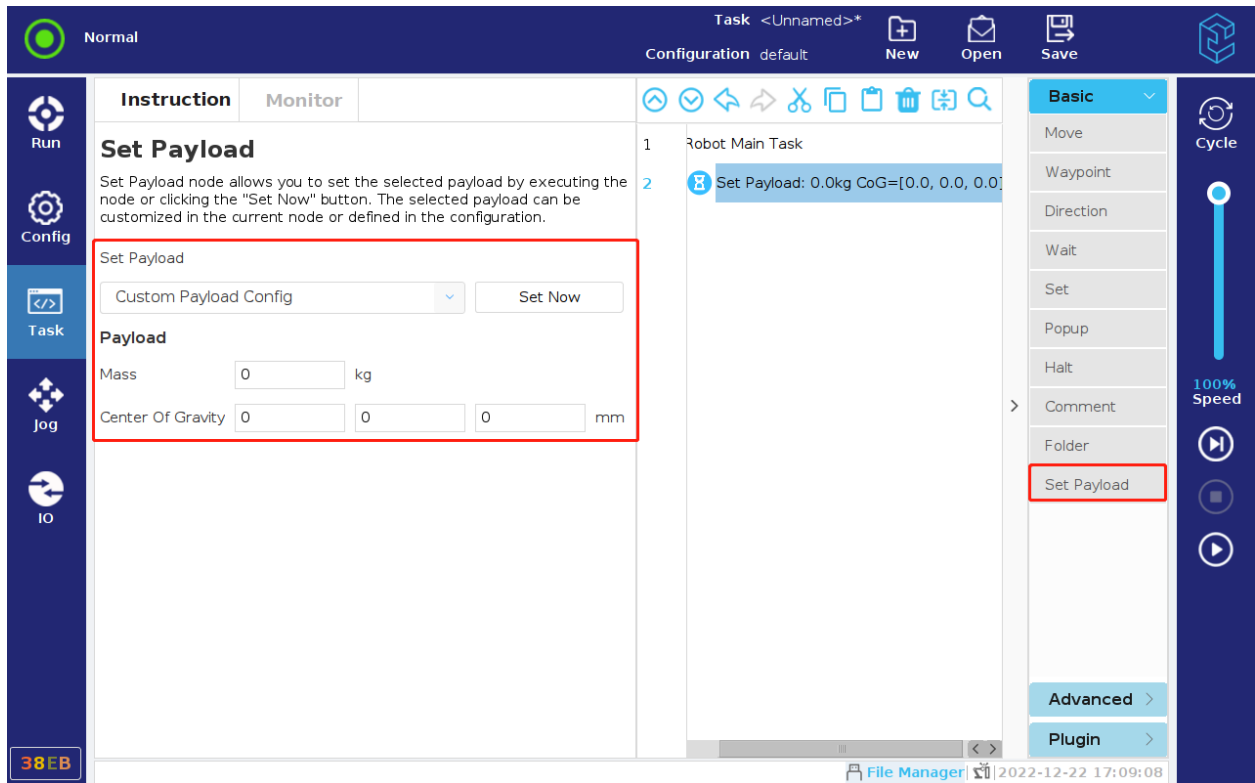 Normal
Task <Unnamed>*
Configuration default
New
Open
Save
Run
Config
Task
Jog
IO
38EB
Instruction Monitor
Set Payload
Set Payload node allows you to set the selected payload by executing the
node or clicking the "Set Now" button. The selected payload can be
customized in the current node or defined in the configuration.
Set Payload
Custom Payload Config
Set Now
Payload
Mass 0 kg
Center Of Gravity 0 0 0 mm
1 Robot Main Task
2 Set Payload: 0.0kg CoG=[0.0, 0.0, 0.0]
Basic
Move
Waypoint
Direction
Wait
Set
Popup
Halt
Comment
Folder
Set Payload
Advanced
Plugin
Cycle
100%
Speed
File Manager 2022-12-22 17:09:08